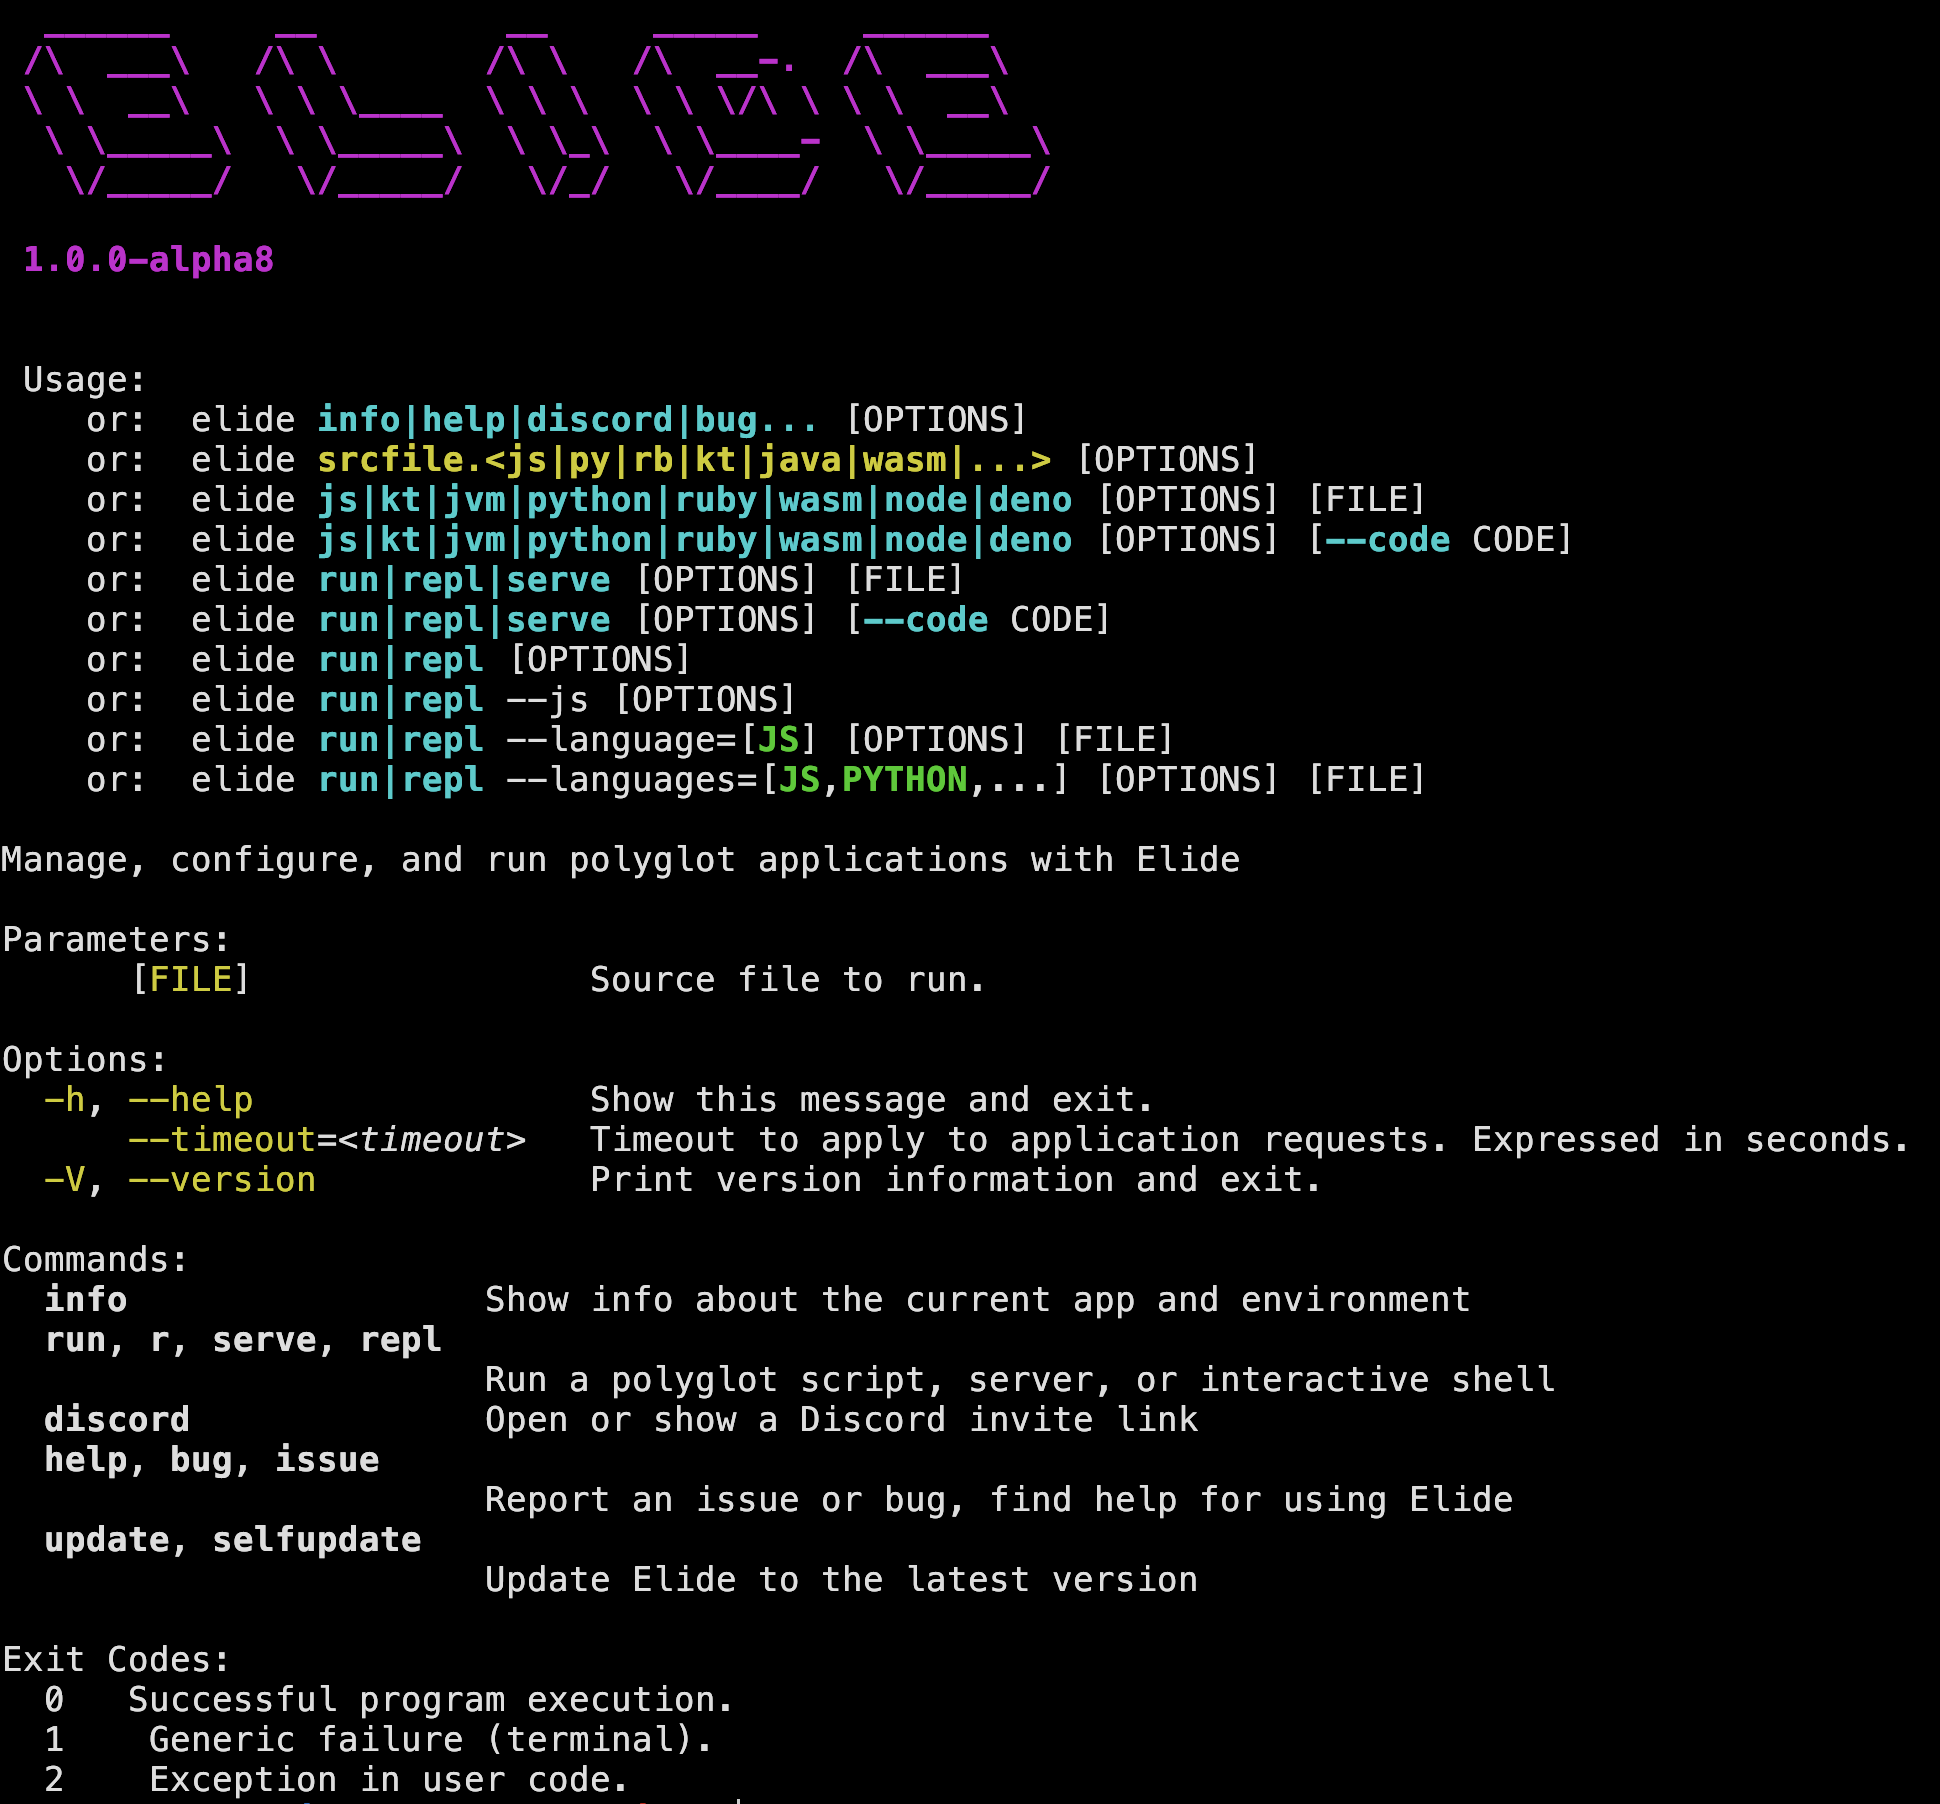 ELIDE
1.0.0-alpha8
Usage:
or:  elide info|help|discord|bug... [OPTIONS]
or:  elide srcfile.<js|py|rb|kt|java|wasm|...> [OPTIONS]
or:  elide js|kt|jvm|python|ruby|wasm|node|deno [OPTIONS] [FILE]
or:  elide js|kt|jvm|python|ruby|wasm|node|deno [OPTIONS] [--code CODE]
or:  elide run|repl|serve [OPTIONS] [FILE]
or:  elide run|repl|serve [OPTIONS] [--code CODE]
or:  elide run|repl [OPTIONS]
or:  elide run|repl --js [OPTIONS]
or:  elide run|repl --language=[JS] [OPTIONS] [FILE]
or:  elide run|repl --languages=[JS,PYTHON,...] [OPTIONS] [FILE]
Manage, configure, and run polyglot applications with Elide
Parameters:
[FILE] Source file to run.
Options:
-h, --help Show this message and exit.
--timeout=<timeout> Timeout to apply to application requests. Expressed in seconds.
-V, --version Print version information and exit.
Commands:
info Show info about the current app and environment
run, r, serve, repl
Run a polyglot script, server, or interactive shell
discord Open or show a Discord invite link
help, bug, issue
Report an issue or bug, find help for using Elide
update, selfupdate
Update Elide to the latest version
Exit Codes:
0 Successful program execution.
1 Generic failure (terminal).
2 Exception in user code.